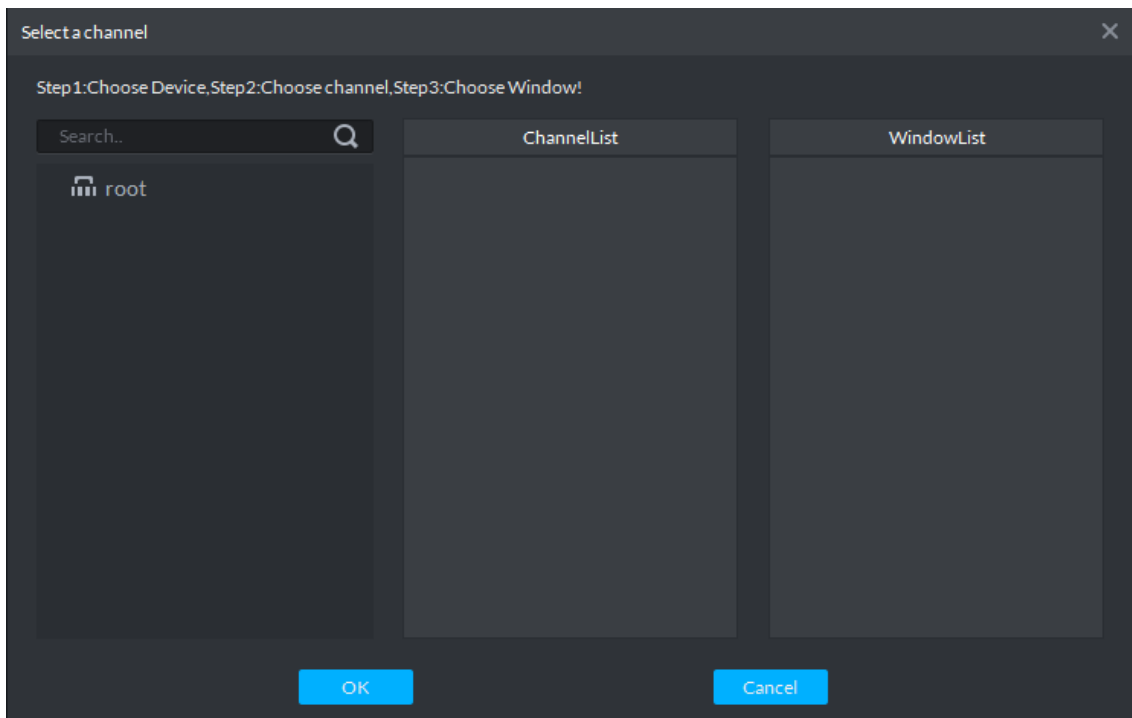 Select a channel
Step1:Choose Device,Step2:Choose channel,Step3:Choose Window!
Search..
ChannelList
WindowList
root
OK
Cancel